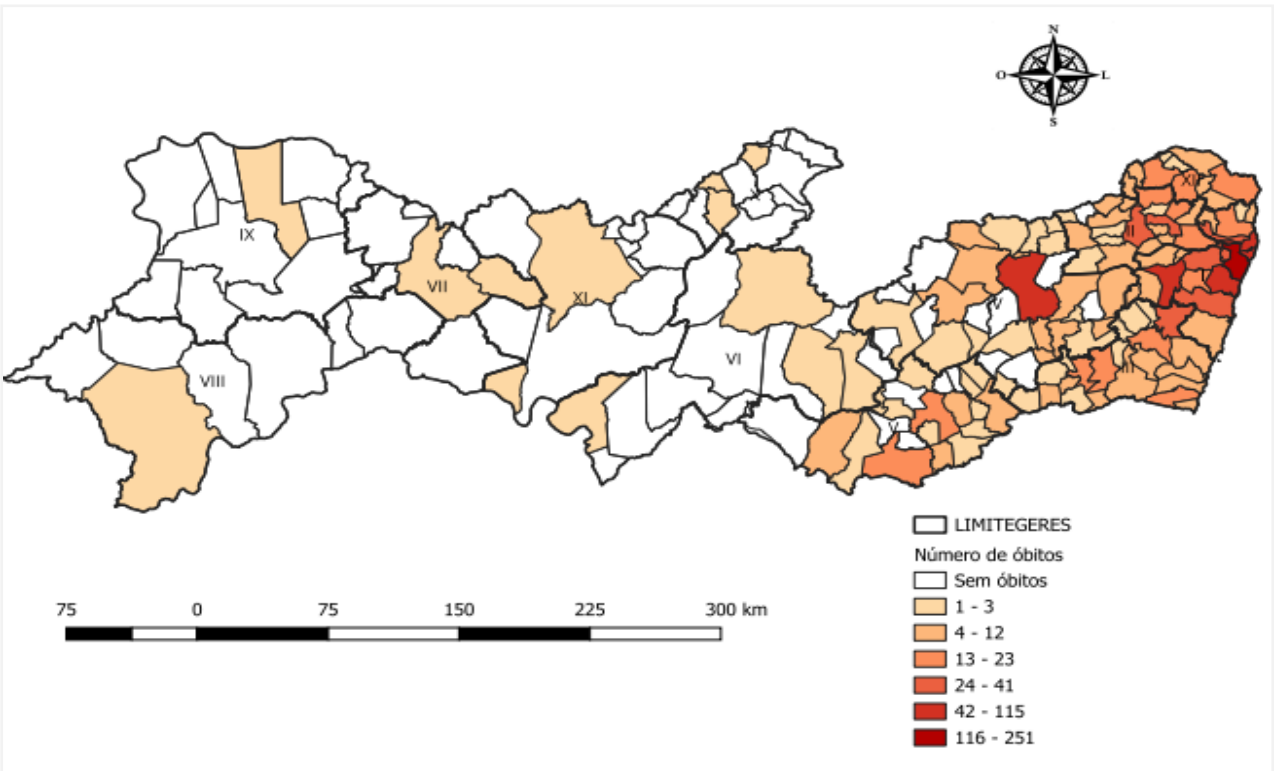 N
O L
S
XII
X
II
IX
VII
XI
V
VI
III
VIII
V
LIMITEGERES
Número de óbitos
Sem óbitos
75 0 75 150 225 300 km
1 - 3
4 - 12
13 - 23
24 - 41
42 - 115
116 - 251